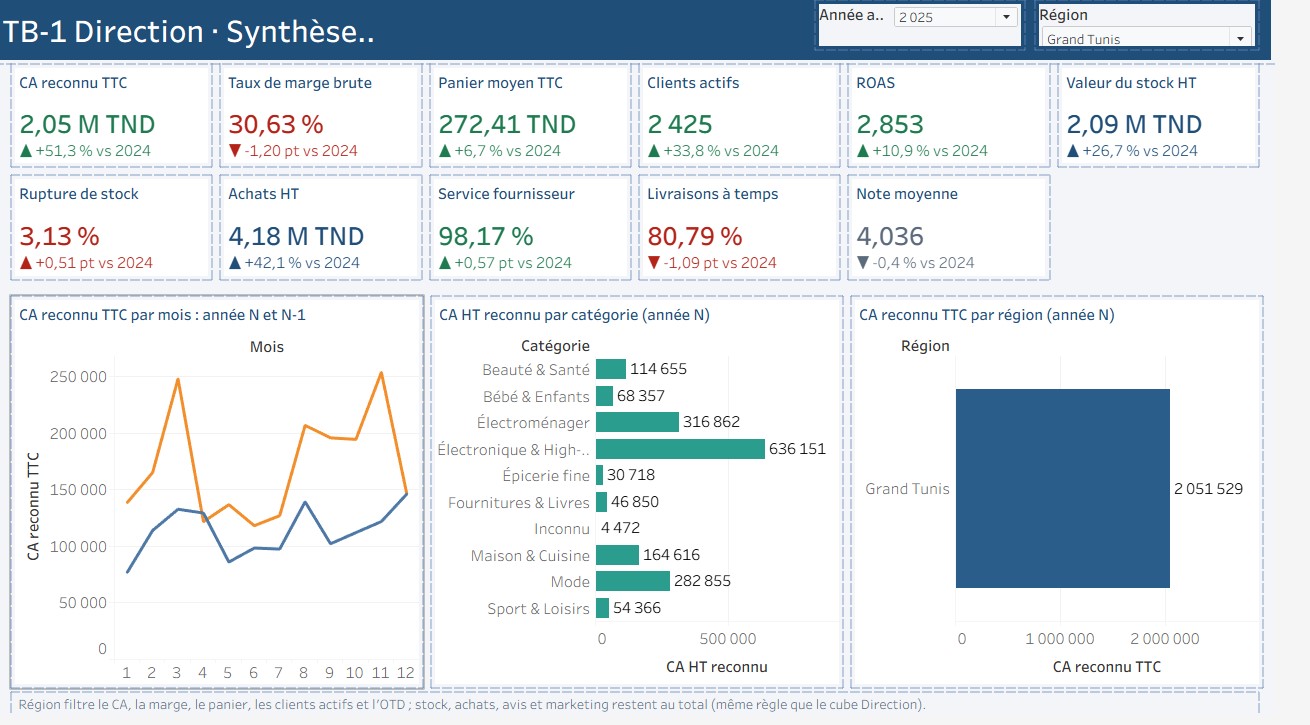 TB-1 Direction · Synthèse..
Année a..
2 025
Région
Grand Tunis
CA reconnu TTC
2,05 M TND
▲ +51,3 % vs 2024
Taux de marge brute
30,63 %
▼ -1,20 pt vs 2024
Panier moyen TTC
272,41 TND
▲ +6,7 % vs 2024
Clients actifs
2 425
▲ +33,8 % vs 2024
ROAS
2,853
▲ +10,9 % vs 2024
Valeur du stock HT
2,09 M TND
▲ +26,7 % vs 2024
Rupture de stock
3,13 %
▲ +0,51 pt vs 2024
Achats HT
4,18 M TND
▲ +42,1 % vs 2024
Service fournisseur
98,17 %
▲ +0,57 pt vs 2024
Livraisons à temps
80,79 %
▼ -1,09 pt vs 2024
Note moyenne
4,036
▼ -0,4 % vs 2024
CA reconnu TTC par mois : année N et N-1
Mois
CA reconnu TTC
250 000
200 000
150 000
100 000
50 000
0
1 2 3 4 5 6 7 8 9 10 11 12
CA HT reconnu par catégorie (année N)
Catégorie
Beauté & Santé 114 655
Bébé & Enfants 68 357
Électroménager 316 862
Électronique & High-.. 636 151
Épicerie fine 30 718
Fournitures & Livres 46 850
Inconnu 4 472
Maison & Cuisine 164 616
Mode 282 855
Sport & Loisirs 54 366
0 500 000
CA HT reconnu
CA reconnu TTC par région (année N)
Région
Grand Tunis 2 051 529
0 1 000 000 2 000 000
CA reconnu TTC
Région filtre le CA, la marge, le panier, les clients actifs et l'OTD ; stock, achats, avis et marketing restent au total (même règle que le cube Direction).